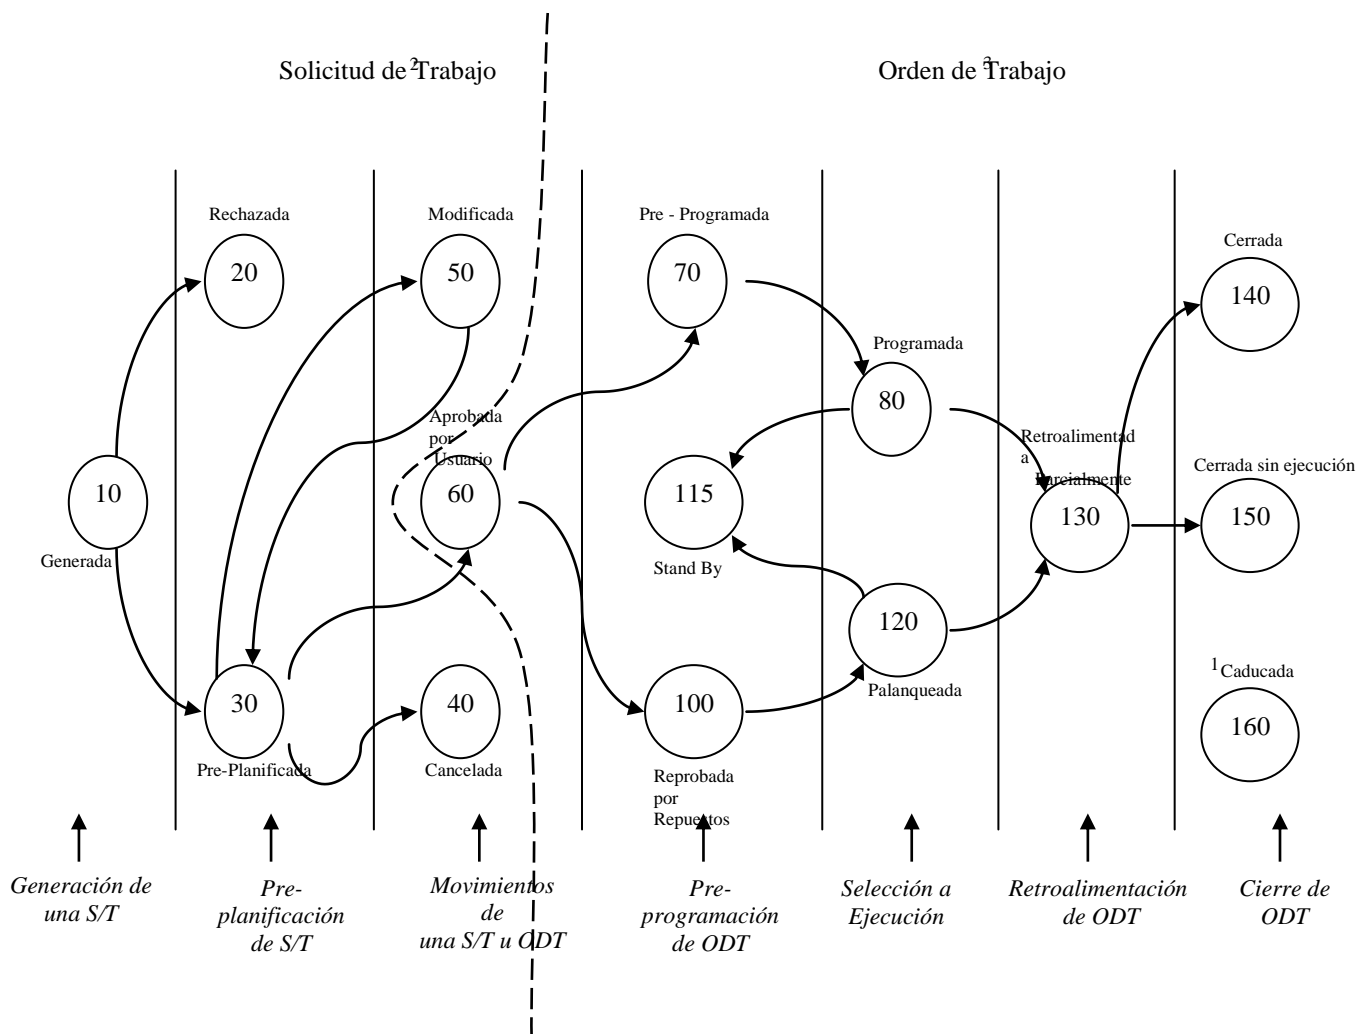 Solicitud de 2Trabajo
Orden de 3Trabajo
Rechazada
20
Modificada
50
Pre - Programada
70
Cerrada
140
Programada
80
Aprobada
por
Usuario
60
10
Generada
115
Stand By
Retroalimentad
a
Parcialmente
130
Cerrada sin ejecución
150
120
Palanqueada
30
Pre-Planificada
40
Cancelada
100
Reprobada
por
Repuestos
1 Caducada
160
Generación de
una S/T
Pre-
planificación
de S/T
Movimientos
de
una S/T u ODT
Pre-
programación
de ODT
Selección a
Ejecución
Retroalimentación
de ODT
Cierre de
ODT